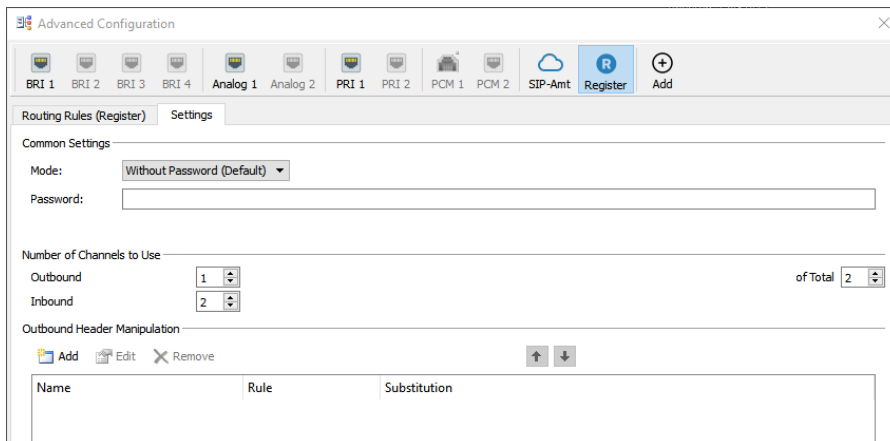 Advanced Configuration
BRI 1 BRI 2 BRI 3 BRI 4 Analog 1 Analog 2 PRI 1 PRI 2 PCM 1 PCM 2 SIP-Amt R Register Add
Routing Rules (Register) Settings
Common Settings
Mode: Without Password (Default)
Password:
Number of Channels to Use
Outbound 1 of Total 2
Inbound 2
Outbound Header Manipulation
Add Edit Remove
Name Rule Substitution